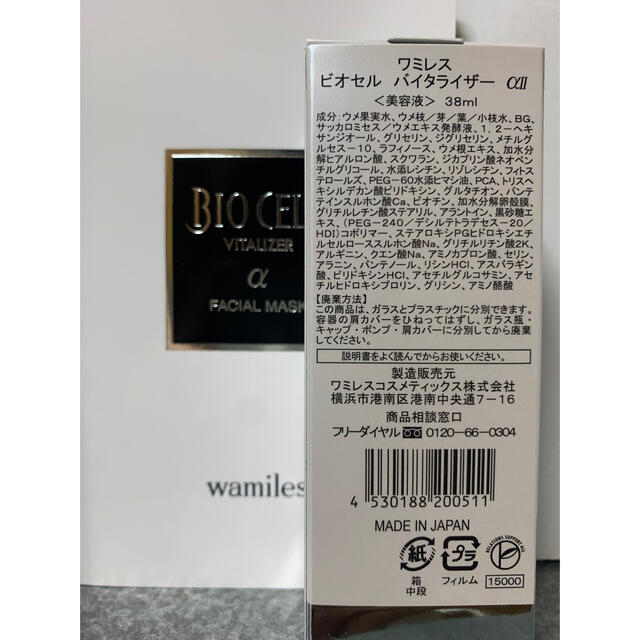 ワミレス
ビオセル バイタライザー αII
<美容液> 38ml
成分:ウメ果実水、ウメ枝/芽/葉/小枝水、BG、
サッカロミセス/ウメエキス発酵液、1,2-ヘキ
サンジオール、グリセリン、ジグリセリン、メチルグ
ルセス-10、ラフィノース、ウメ根エキス、加水分
解ヒアルロン酸、スクワラン、ジカプリン酸ネオペン
チルグリコール、水添レシチン、リゾレシチン、フィトス
テロールズ、PEG-60水添ヒマシ油、PCA、トリスヘ
キシルデカン酸ピリドキシン、グルタチオン、パンテ
テインスルホン酸Ca、ビオチン、加水分解卵殻膜、
グリチルレチン酸ステアリル、アラントイン、黒砂糖エ
キス、(PEG-240/デシルテトラデセス-20/
HDI)コポリマー、ステアロキシPGヒドロキシエチ
ルセルローススルホン酸Na、グリチルリチン酸2K、
アルギニン、クエン酸Na、アミノカプロン酸、セリン、
アラニン、パンテノール、リシンHCl、アスパラギン
酸、ピリドキシンHCl、アセチルグルコサミン、アセ
チルヒドロキシプロリン、グリシン、アミノ酪酸
【廃棄方法】
この商品は、ガラスとプラスチックに分別できます。
容器の肩カバーをひねってはずし、ガラス瓶・
キャップ・ポンプ・肩カバーに分別してから廃棄
してください。
説明書をよく読んでからお使いください。
製造販売元
ワミレスコスメティックス株式会社
横浜市港南区港南中央通7-16
商品相談窓口
フリーダイヤル 0120-66-0304
4 530188 200511
MADE IN JAPAN
紙
プラ
RELATIONS SUPPORT ALL
箱
中段
フィルム
15000
BIO CEL
VITALIZER
α
FACIAL MASK
wamiles